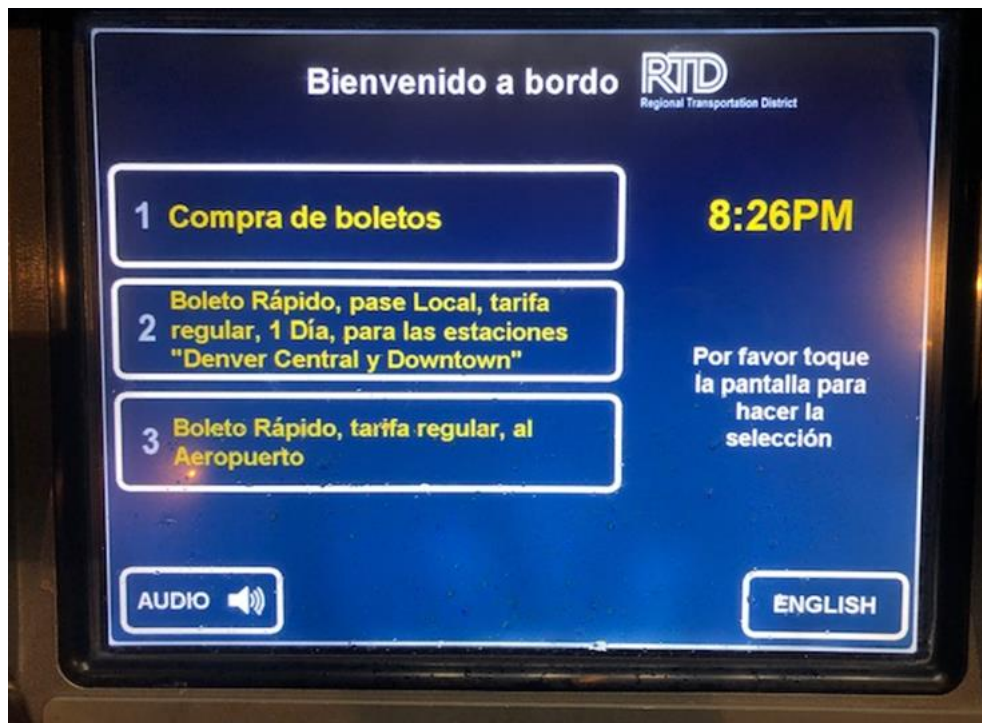 Bienvenido a bordo RTD
Regional Transportation District
1 Compra de boletos
8:26PM
2 Boleto Rápido, pase Local, tarifa
regular, 1 Día, para las estaciones
"Denver Central y Downtown"
Por favor toque
la pantalla para
hacer la
selección
3 Boleto Rápido, tarifa regular, al
Aeropuerto
AUDIO
ENGLISH